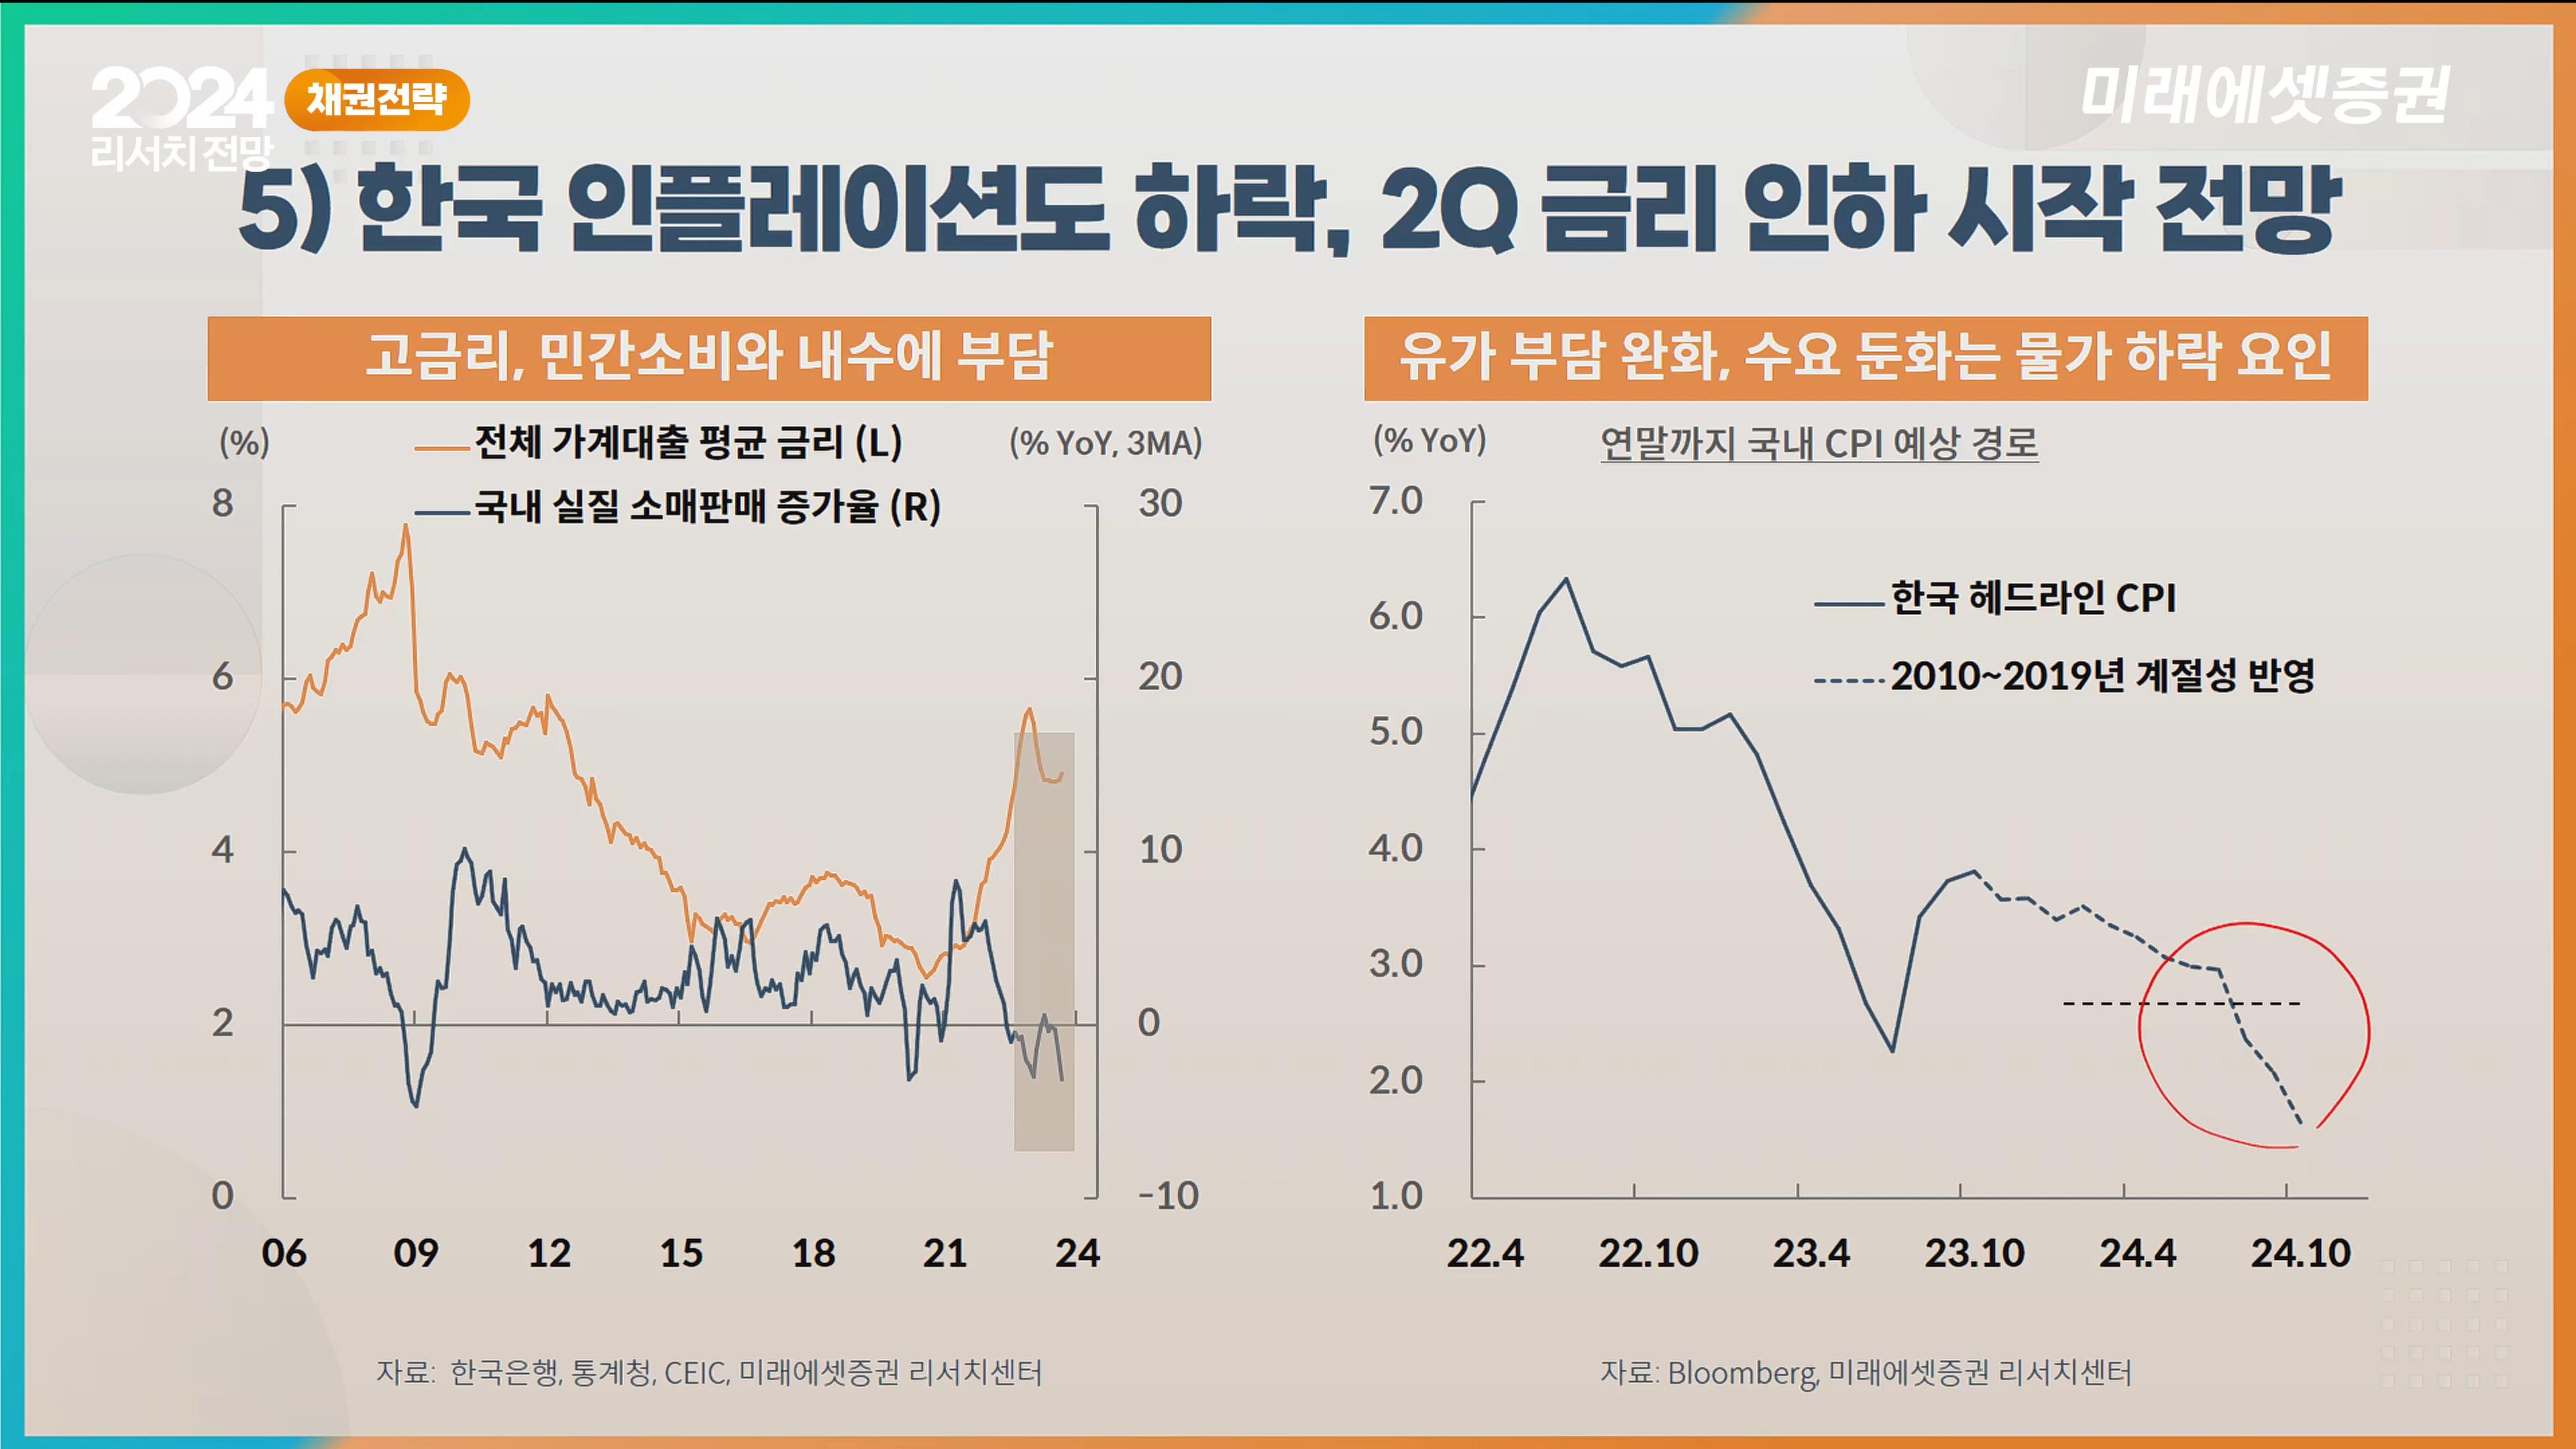 2024
채권전략
리서치 전망
미래에셋증권
5) 한국 인플레이션도 하락, 2Q 금리 인하 시작 전망
고금리, 민간소비와 내수에 부담
(%)
전체 가계대출 평균 금리 (L)
(% YoY, 3MA)
국내 실질 소매판매 증가율 (R)
8
6
4
2
0
30
20
10
0
-10
06 09 12 15 18 21 24
자료: 한국은행, 통계청, CEIC, 미래에셋증권 리서치센터
유가 부담 완화, 수요 둔화는 물가 하락 요인
(% YoY)
연말까지 국내 CPI 예상 경로
한국 헤드라인 CPI
2010~2019년 계절성 반영
7.0
6.0
5.0
4.0
3.0
2.0
1.0
22.4 22.10 23.4 23.10 24.4 24.10
자료: Bloomberg, 미래에셋증권 리서치센터